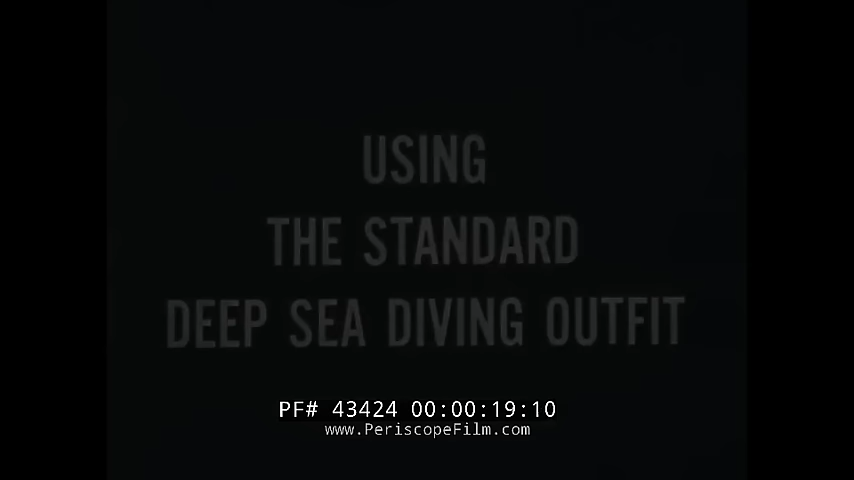 USING
THE STANDARD
DEEP SEA DIVING OUTFIT
PF# 43424 00:00:19:10
www.PeriscopeFilm.com